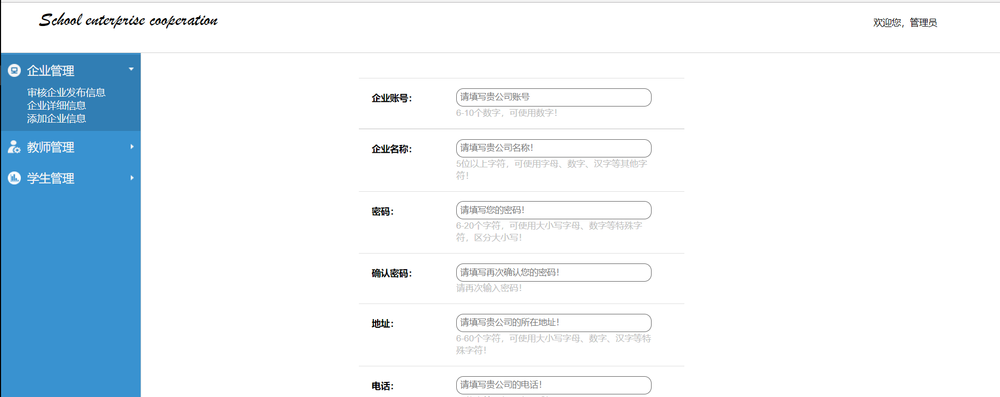 School enterprise cooperation
欢迎您，管理员
企业管理
审核企业发布信息
企业详细信息
添加企业信息
教师管理
学生管理
企业账号：
请填写贵公司账号
6-10个数字，可使用数字！
企业名称：
请填写贵公司名称！
5位以上字符，可使用字母、数字、汉字等其他字
符！
密码：
请填写您的密码！
6-20个字符，可使用大小写字母、数字等特殊字
符，区分大小写！
确认密码：
请填写再次确认您的密码！
请再次输入密码！
地址：
请填写贵公司的所在地址！
6-60个字符，可使用大小写字母、数字、汉字等特
殊字符！
电话：
请填写贵公司的电话！